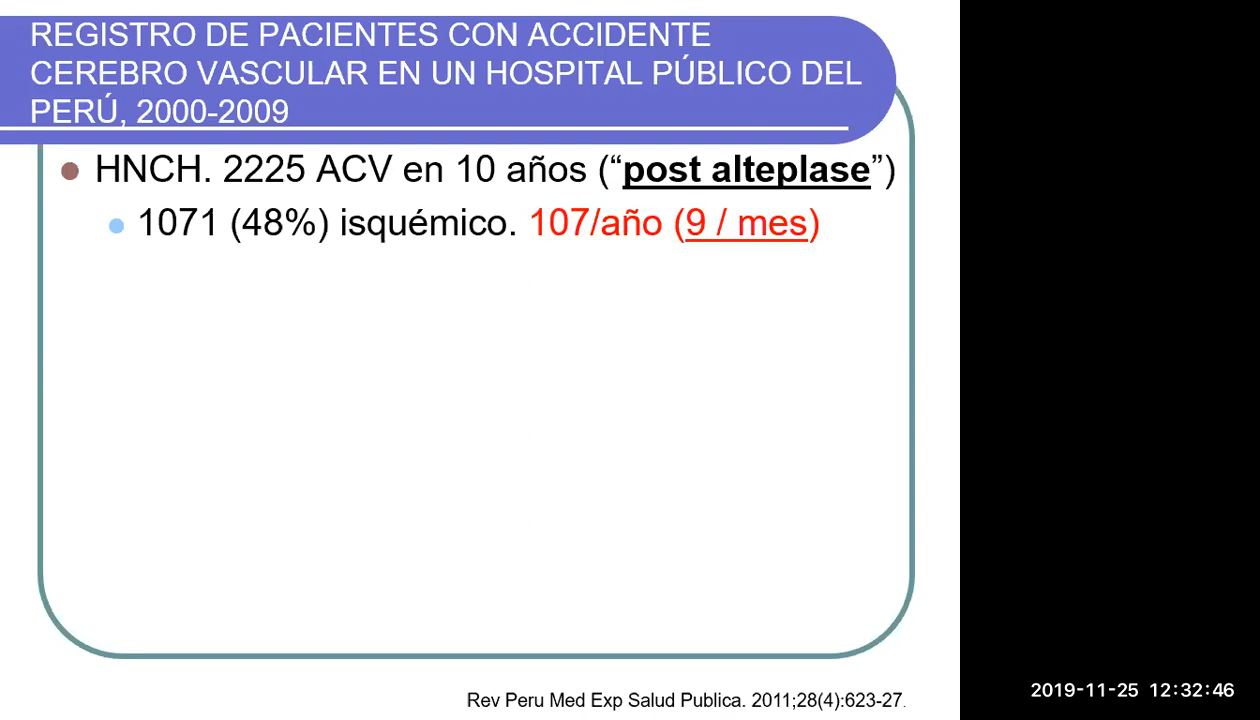 REGISTRO DE PACIENTES CON ACCIDENTE
CEREBRO VASCULAR EN UN HOSPITAL PÚBLICO DEL
PERÚ, 2000-2009
HNCH. 2225 ACV en 10 años (“post alteplase”)
1071 (48%) isquémico. 107/año (9 / mes)
Rev Peru Med Exp Salud Publica. 2011;28(4):623-27.
2019-11-25 12:32:46